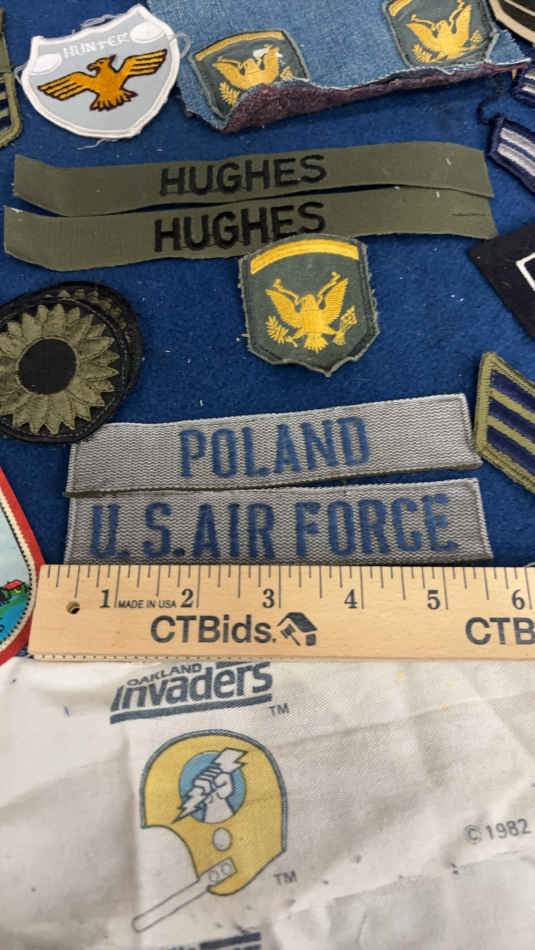 HUNTER
HUGHES
HUGHES
POLAND
U.S. AIR FORCE
1 MADE IN USA 2 3 4 5 6
CTBids. CTB
OAKLAND
invaders
TM
TM
© 1982